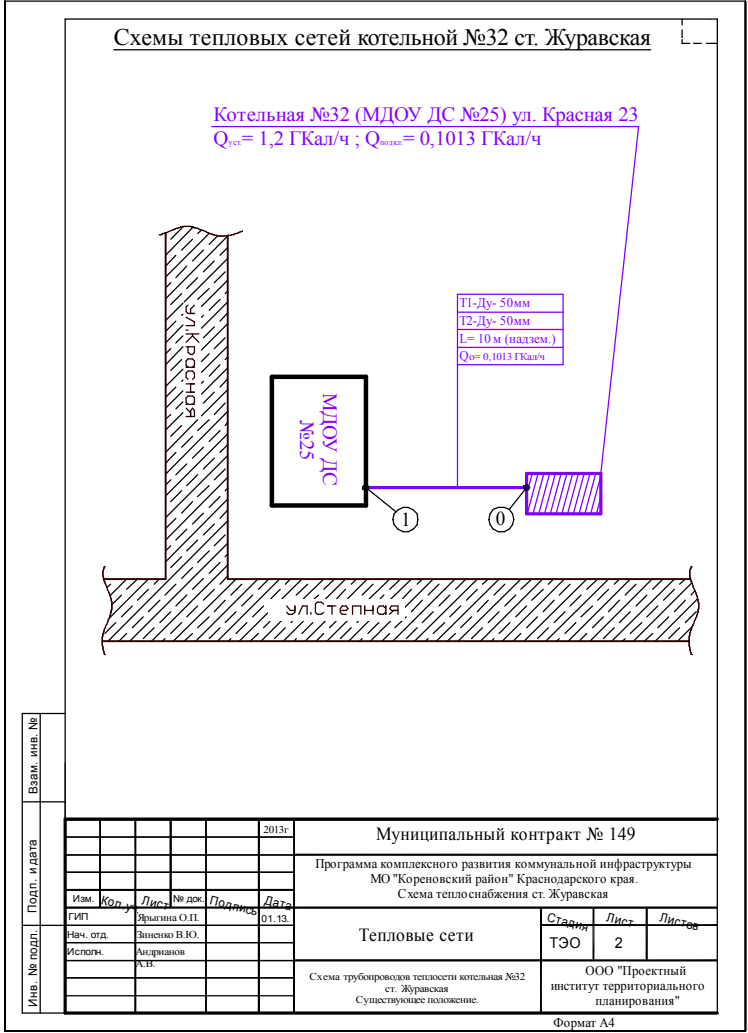 Схемы тепловых сетей котельной №32 ст. Журавская
Котельная №32 (МДОУ ДС №25) ул. Красная 23
Qуст.= 1,2 ГКал/ч ; Qподкл.= 0,1013 ГКал/ч
Т1-Ду- 50мм
Т2-Ду- 50мм
L= 10 м (надзем.)
Qо= 0,1013 ГКал/ч
ул.Красная
МДОУ ДС
№25
1
0
ул.Степная
Взам. инв. №
Подп. и дата
Инв. № подл.
2013г
Муниципальный контракт № 149
Программа комплексного развития коммунальной инфраструктуры
МО "Кореновский район" Краснодарского края.
Схема теплоснабжения ст. Журавская
Изм. Кол.у Лист № док. Подпись Дата
ГИП Ярыгина О.П. 01.13.
Нач. отд. Зиненко В.Ю.
Исполн. Андрианов
А.В.
Тепловые сети
Стадия Лист Листов
ТЭО 2
Схема трубопроводов теплосети котельная №32
ст. Журавская
Существующее положение.
ООО "Проектный
институт территориального
планирования"
Формат А4